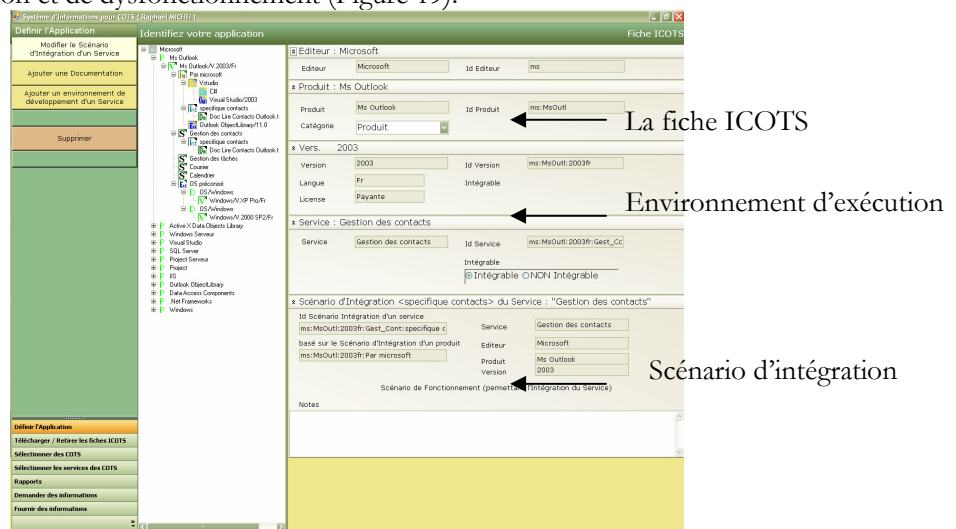 on et de dysfonctionnement (Figure 19).
Système d'Informations pour COTS ( Raphaël MICHEL )
Définir l'Application
Identifiez votre application
Fiche ICOTS
Modifier le Scénario d'Intégration d'un Service
Ajouter une Documentation
Ajouter un environnement de développement d'un Service
Supprimer
Définir l'Application
Télécharger / Retirer les fiches ICOTS
Sélectionner des COTS
Sélectionner les services des COTS
Rapports
Demander des informations
Fournir des informations
Microsoft
Ms Outlook
Ms Outlook/V.2003/Fr
Par microsoft
Vstudio
C#
Visual Studio/2003
specifique contacts
Doc Lire Contacts Outlook.t
Outlook ObjectLibrary/11.0
Gestion des contacts
specifique contacts
Doc Lire Contacts Outlook.t
Gestion des tâches
Courrier
Calendrier
OS préconisé
OS/Windows
Windows/V.XP Pro/Fr
OS/Windows
Windows/V.2000 SP2/Fr
Active X Data Objects Library
Windows Serveur
Visual Studio
SQL Server
Project Serveur
Project
IIS
Outlook ObjectLibrary
Data Access Components
.Net Frameworks
Windows
Editeur : Microsoft
Editeur Microsoft Id Editeur ms
Produit : Ms Outlook
Produit Ms Outlook Id Produit ms:MsOutl
Catégorie Produit
Vers. 2003
Version 2003 Id Version ms:MsOutl:2003fr
Langue Fr Intégrable
License Payante
Service : Gestion des contacts
Service Gestion des contacts Id Service ms:MsOutl:2003fr:Gest_Cc
Intégrable
Intégrable NON Intégrable
Scénario d'Intégration <specifique contacts> du Service : "Gestion des contacts"
Id Scénario Intégration d'un service
ms:MsOutl:2003fr:Gest_Cont:specifique c
Service Gestion des contacts
basé sur le Scénario d'Intégration d'un produit
Editeur Microsoft
ms:MsOutl:2003fr:Par microsoft
Produit Ms Outlook
Version 2003
Scénario de Fonctionnement (permetta l'Intégration du Service)
Notes
La fiche ICOTS
Environnement d'exécution
Scénario d'intégration